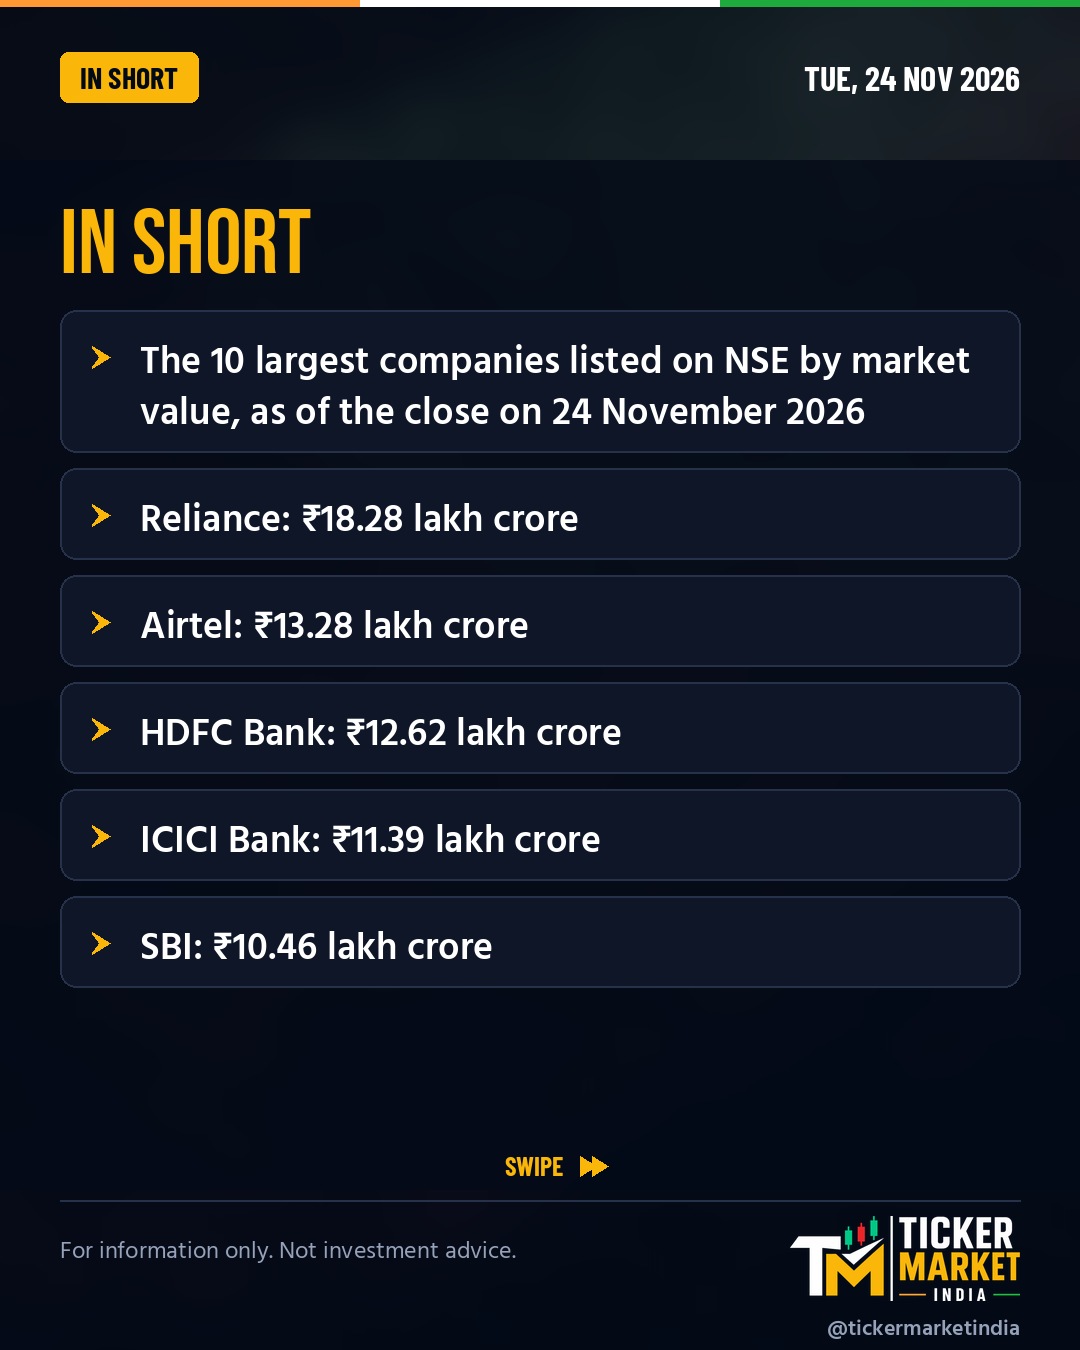 IN SHORT
TUE, 24 NOV 2026
IN SHORT
The 10 largest companies listed on NSE by market
value, as of the close on 24 November 2026
Reliance: ₹18.28 lakh crore
Airtel: ₹13.28 lakh crore
HDFC Bank: ₹12.62 lakh crore
ICICI Bank: ₹11.39 lakh crore
SBI: ₹10.46 lakh crore
SWIPE
For information only. Not investment advice.
TM TICKER
MARKET
INDIA
@tickermarketindia